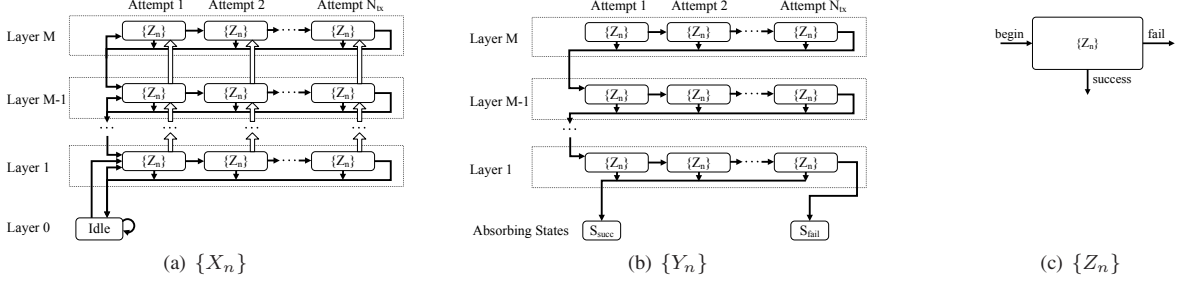 Attempt 1 Attempt 2 Attempt N_tx
Layer M {Z_n} {Z_n} ··· {Z_n}
Layer M-1 {Z_n} {Z_n} {Z_n}
··· ··· ··· ···
Layer 1 {Z_n} {Z_n} ··· {Z_n}
Layer 0 Idle
(a) {X_n}
Attempt 1 Attempt 2 Attempt N_tx
Layer M {Z_n} {Z_n} ··· {Z_n}
Layer M-1 {Z_n} {Z_n} ··· {Z_n}
···
Layer 1 {Z_n} {Z_n} ··· {Z_n}
Absorbing States S_succ S_fail
(b) {Y_n}
begin {Z_n} fail
success
(c) {Z_n}